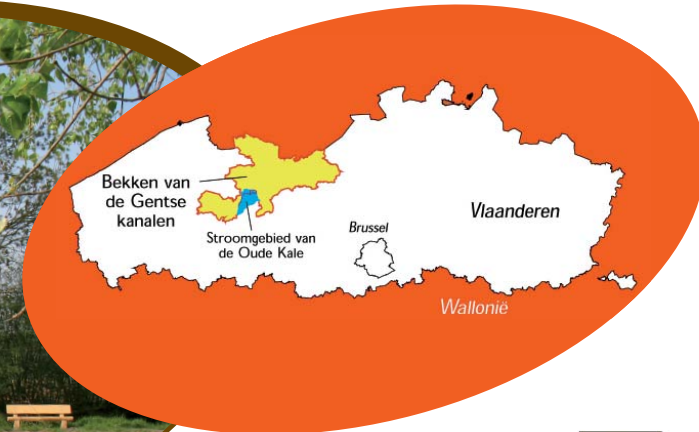 Bekken van
de Gentse
kanalen
Stroomgebied van
de Oude Kale
Brussel
Vlaanderen
Wallonië